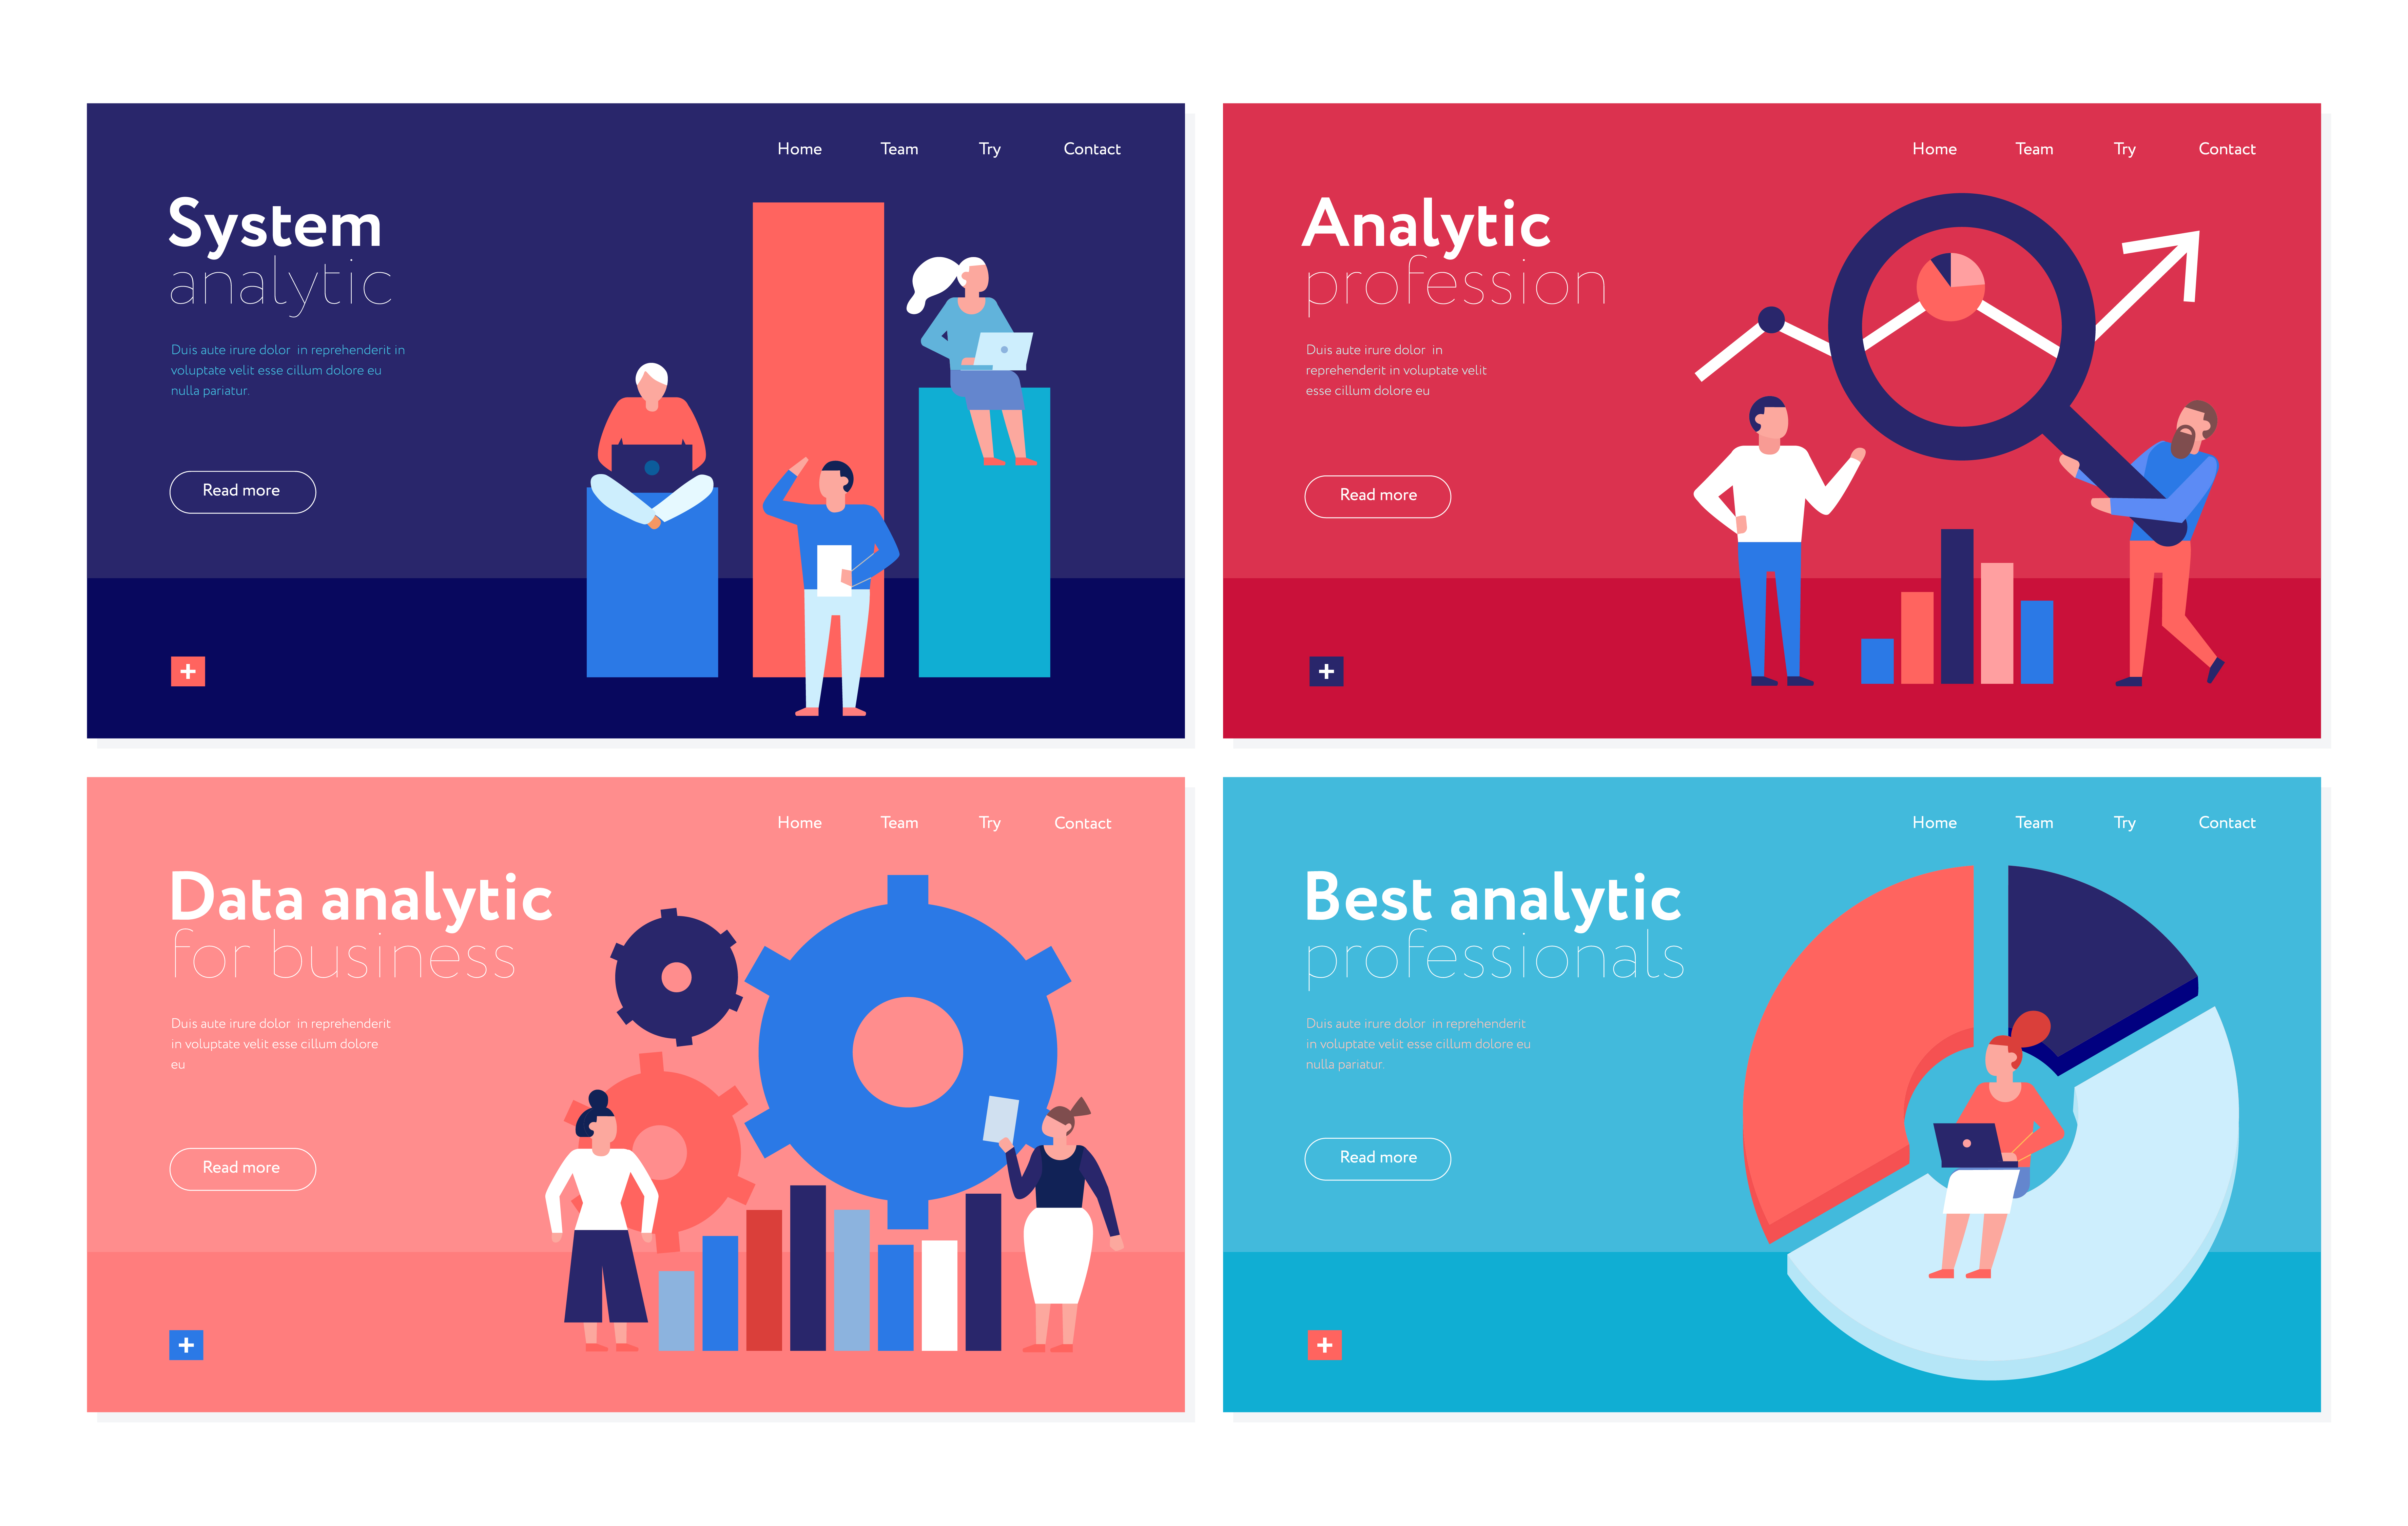 Home Team Try Contact
System
analytic
Duis aute irure dolor in reprehenderit in
voluptate velit esse cillum dolore eu
nulla pariatur.
Read more
+
Home Team Try Contact
Analytic
profession
Duis aute irure dolor in
reprehenderit in voluptate velit
esse cillum dolore eu
Read more
+
Home Team Try Contact
Data analytic
for business
Duis aute irure dolor in reprehenderit
in voluptate velit esse cillum dolore
eu
Read more
+
Home Team Try Contact
Best analytic
professionals
Duis aute irure dolor in reprehenderit
in voluptate velit esse cillum dolore eu
nulla pariatur.
Read more
+